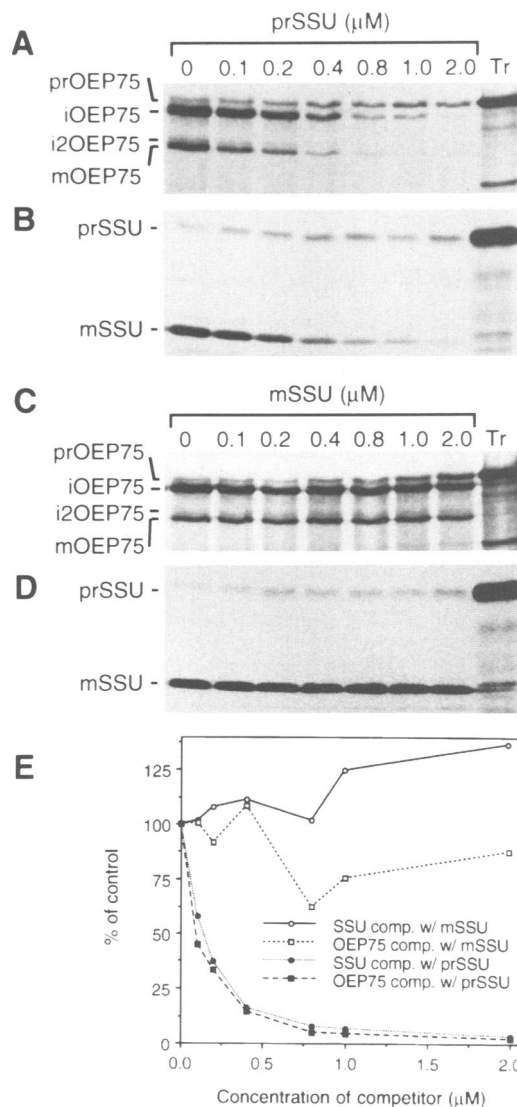 A
prSSU (µM)
0 0.1 0.2 0.4 0.8 1.0 2.0 Tr
prOEP75
iOEP75
i2OEP75
mOEP75
B
prSSU -
mSSU -
C
mSSU (µM)
0 0.1 0.2 0.4 0.8 1.0 2.0 Tr
prOEP75
iOEP75
i2OEP75
mOEP75
D
prSSU -
mSSU -
E
% of control
125
100
75
50
25
0
SSU comp. w/ mSSU
OEP75 comp. w/ mSSU
SSU comp. w/ prSSU
OEP75 comp. w/ prSSU
0.0 0.5 1.0 1.5 2.0
Concentration of competitor (µM)